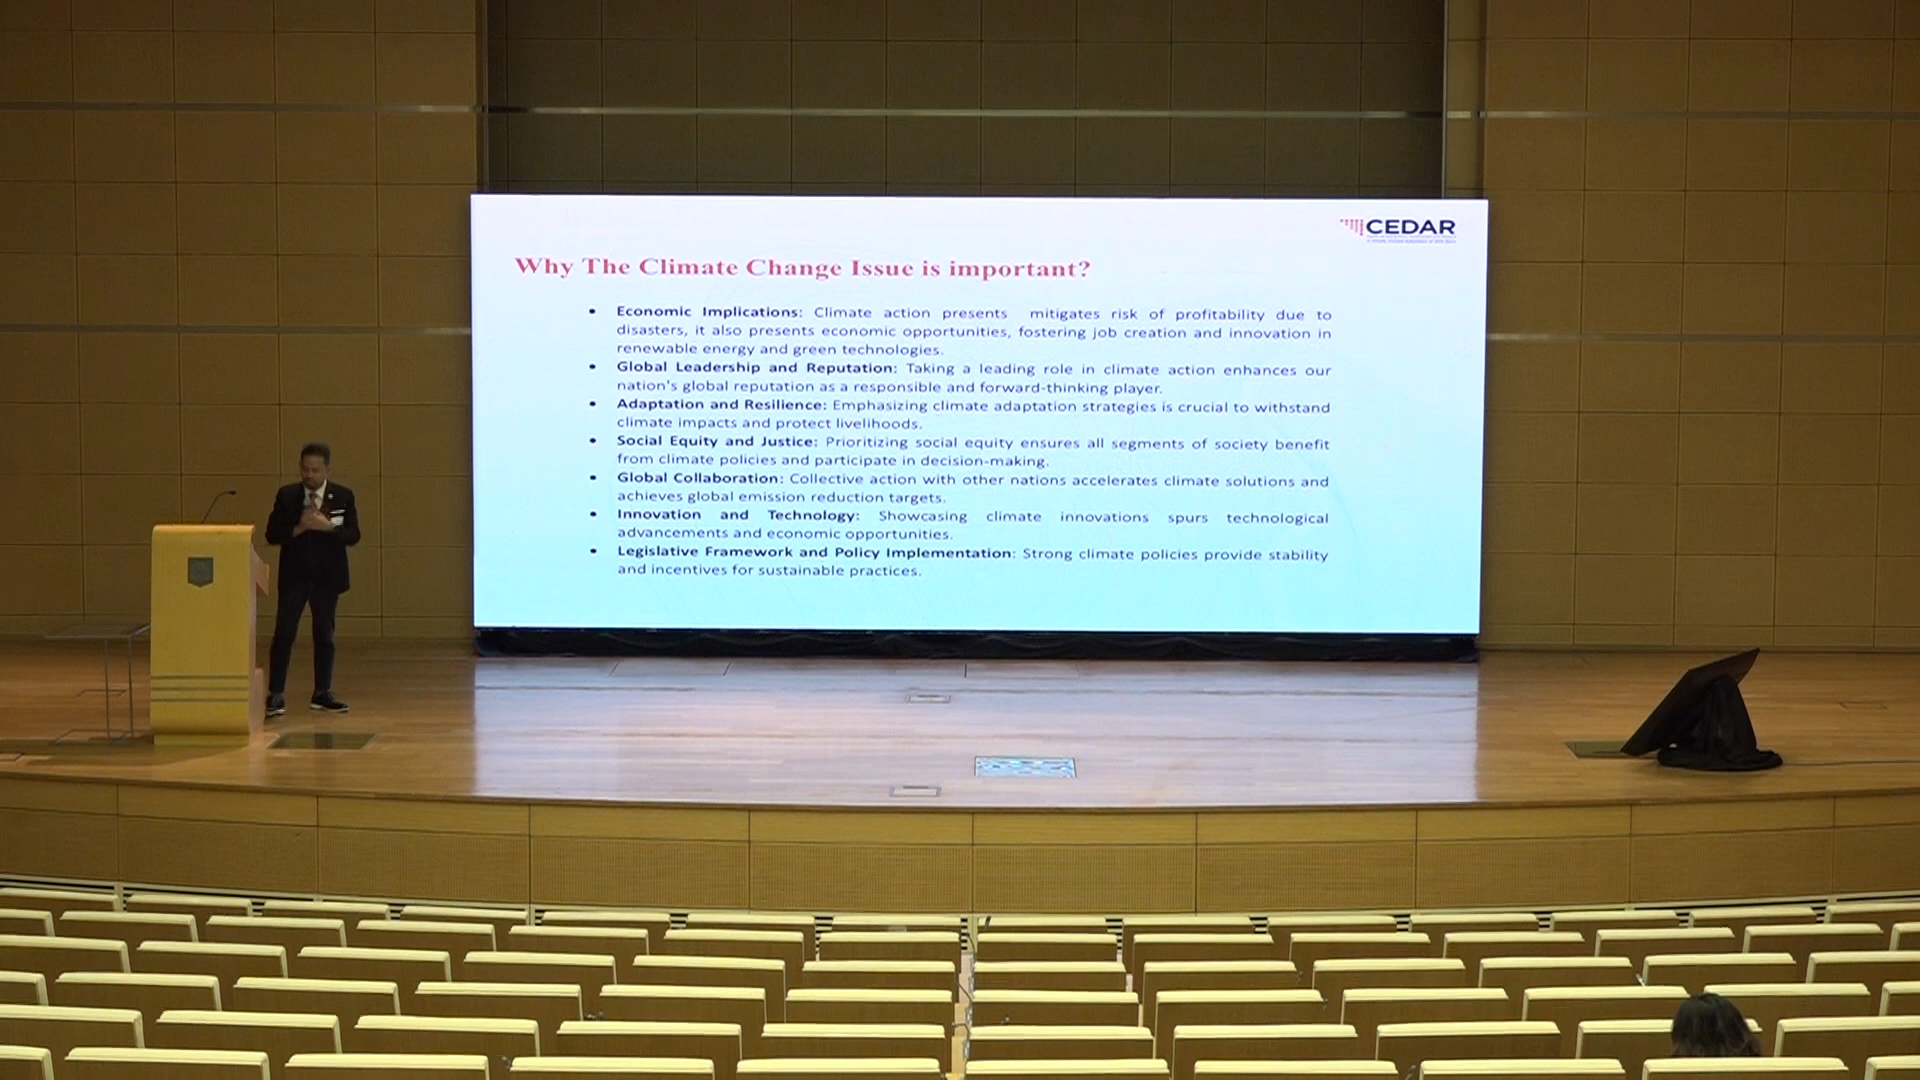 CEDAR
Why The Climate Change Issue is important?
• Economic Implications: Climate action presents mitigates risk of profitability due to
disasters, it also presents economic opportunities, fostering job creation and innovation in
renewable energy and green technologies.
• Global Leadership and Reputation: Taking a leading role in climate action enhances our
nation's global reputation as a responsible and forward-thinking player.
• Adaptation and Resilience: Emphasizing climate adaptation strategies is crucial to withstand
climate impacts and protect livelihoods.
• Social Equity and Justice: Prioritizing social equity ensures all segments of society benefit
from climate policies and participate in decision-making.
• Global Collaboration: Collective action with other nations accelerates climate solutions and
achieves global emission reduction targets.
• Innovation and Technology: Showcasing climate innovations spurs technological
advancements and economic opportunities.
• Legislative Framework and Policy Implementation: Strong climate policies provide stability
and incentives for sustainable practices.